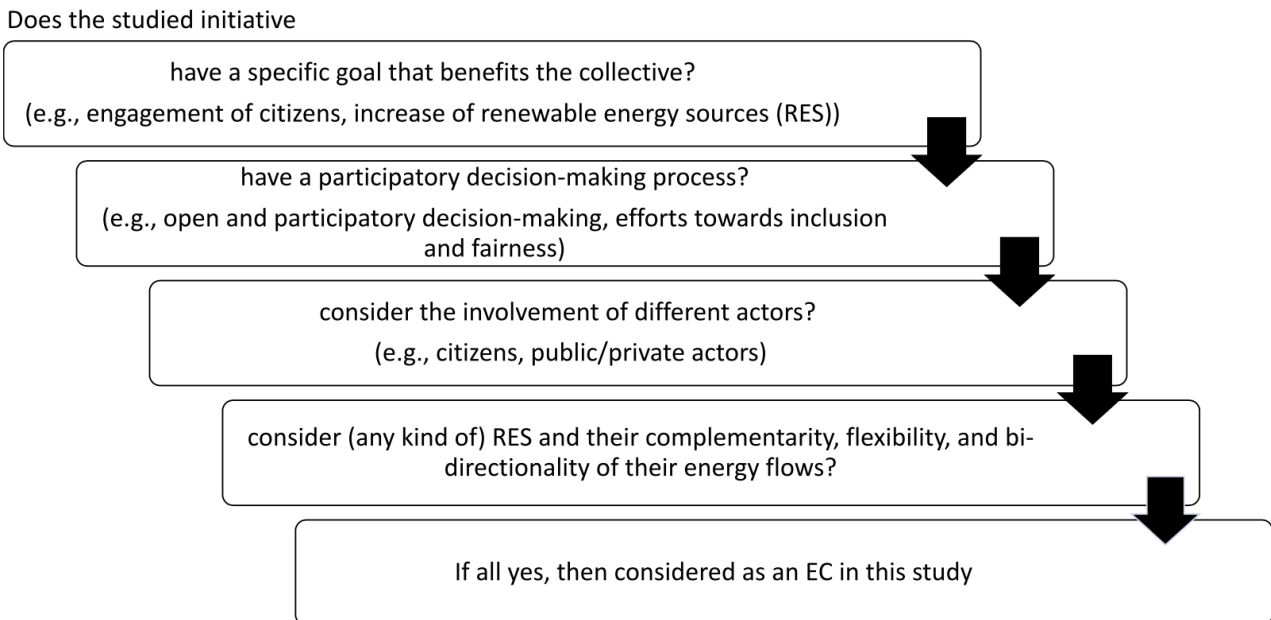 Does the studied initiative
have a specific goal that benefits the collective?
(e.g., engagement of citizens, increase of renewable energy sources (RES))
have a participatory decision-making process?
(e.g., open and participatory decision-making, efforts towards inclusion
and fairness)
consider the involvement of different actors?
(e.g., citizens, public/private actors)
consider (any kind of) RES and their complementarity, flexibility, and bi-
directionality of their energy flows?
If all yes, then considered as an EC in this study